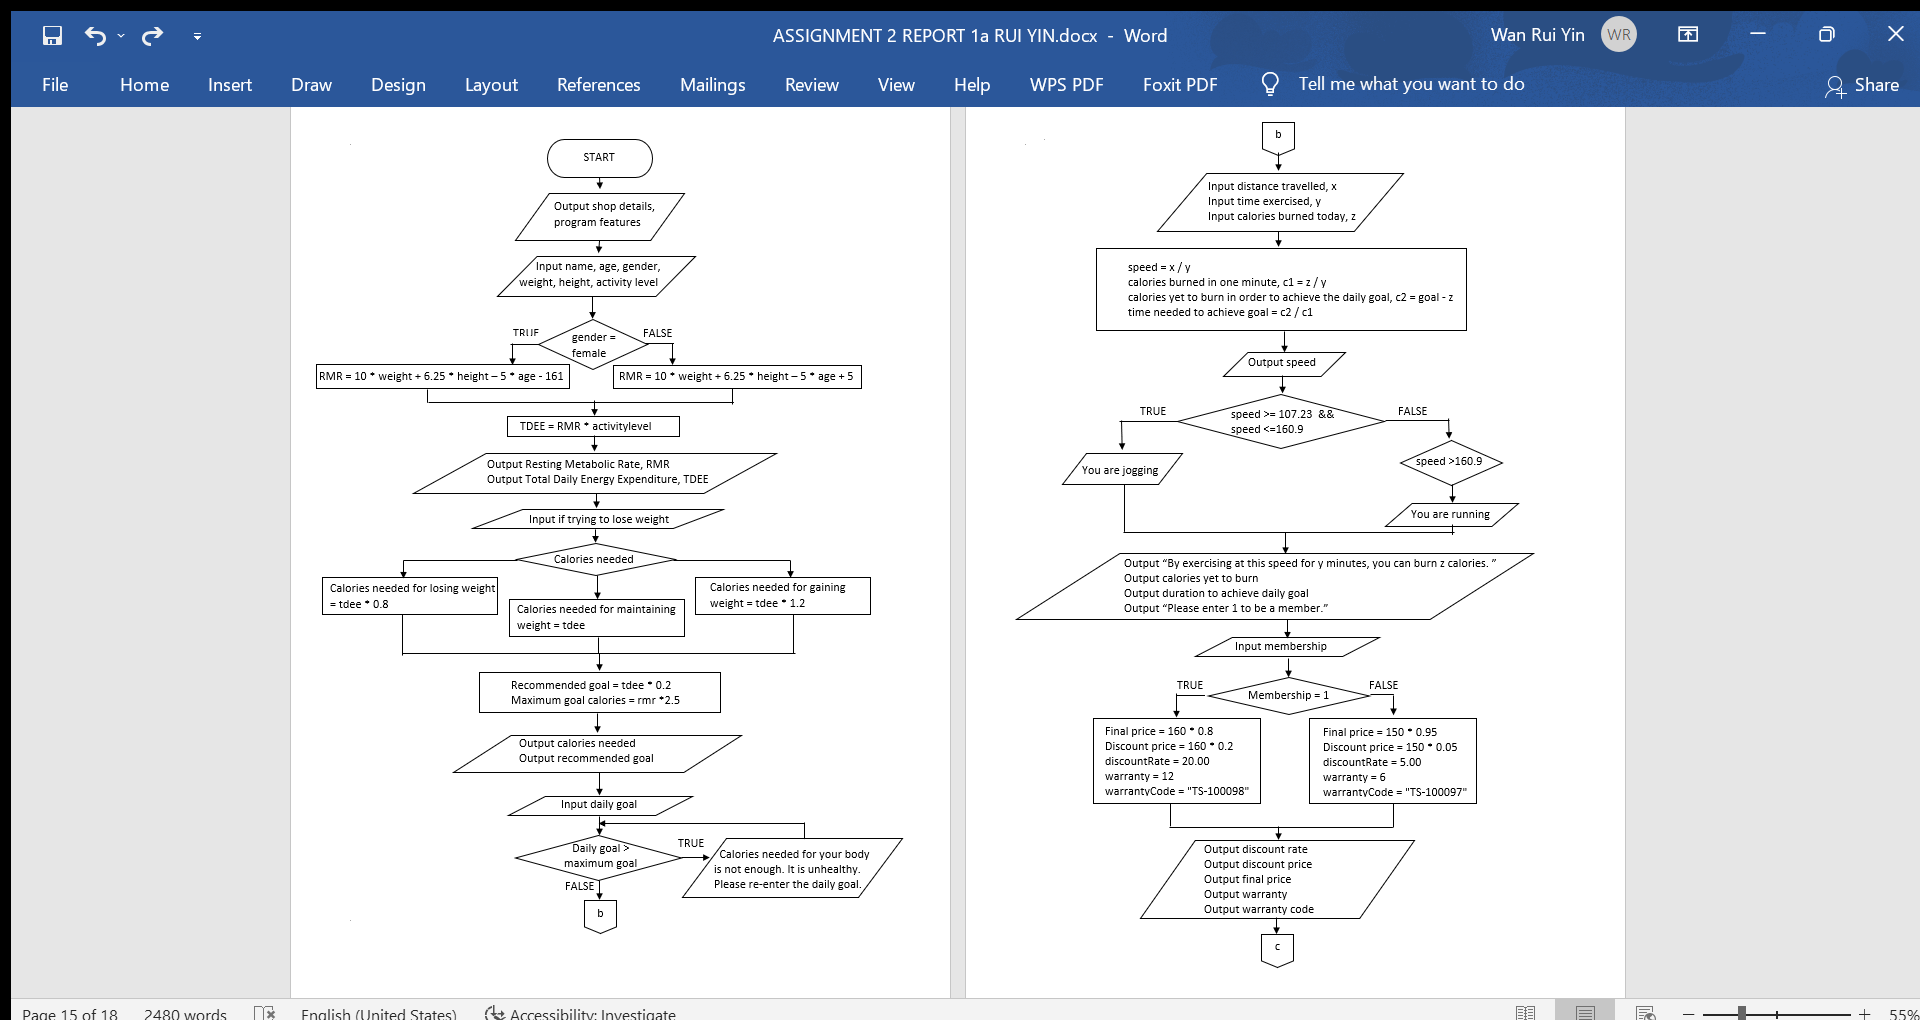 ASSIGNMENT 2 REPORT 1a RUI YIN.docx - Word
Wan Rui Yin
WR
File Home Insert Draw Design Layout References Mailings Review View Help WPS PDF Foxit PDF Tell me what you want to do Share
START
Output shop details,
program features
Input name, age, gender,
weight, height, activity level
TRUE
gender =
female
FALSE
RMR = 10 * weight + 6.25 * height – 5 * age - 161
RMR = 10 * weight + 6.25 * height – 5 * age + 5
TDEE = RMR * activitylevel
Output Resting Metabolic Rate, RMR
Output Total Daily Energy Expenditure, TDEE
Input if trying to lose weight
Calories needed
Calories needed for losing weight
= tdee * 0.8
Calories needed for maintaining
weight = tdee
Calories needed for gaining
weight = tdee * 1.2
Recommended goal = tdee * 0.2
Maximum goal calories = rmr *2.5
Output calories needed
Output recommended goal
Input daily goal
Daily goal >
maximum goal
TRUE
Calories needed for your body
is not enough. It is unhealthy.
Please re-enter the daily goal.
FALSE
b
b
Input distance travelled, x
Input time exercised, y
Input calories burned today, z
speed = x / y
calories burned in one minute, c1 = z / y
calories yet to burn in order to achieve the daily goal, c2 = goal - z
time needed to achieve goal = c2 / c1
Output speed
TRUE
speed >= 107.23 &&
speed <=160.9
FALSE
You are jogging
speed >160.9
You are running
Output “By exercising at this speed for y minutes, you can burn z calories. ”
Output calories yet to burn
Output duration to achieve daily goal
Output “Please enter 1 to be a member.”
Input membership
TRUE
Membership = 1
FALSE
Final price = 160 * 0.8
Discount price = 160 * 0.2
discountRate = 20.00
warranty = 12
warrantyCode = "TS-100098"
Final price = 150 * 0.95
Discount price = 150 * 0.05
discountRate = 5.00
warranty = 6
warrantyCode = "TS-100097"
Output discount rate
Output discount price
Output final price
Output warranty
Output warranty code
c
Page 15 of 18 2480 words English (United States) Accessibility: Investigate 55%